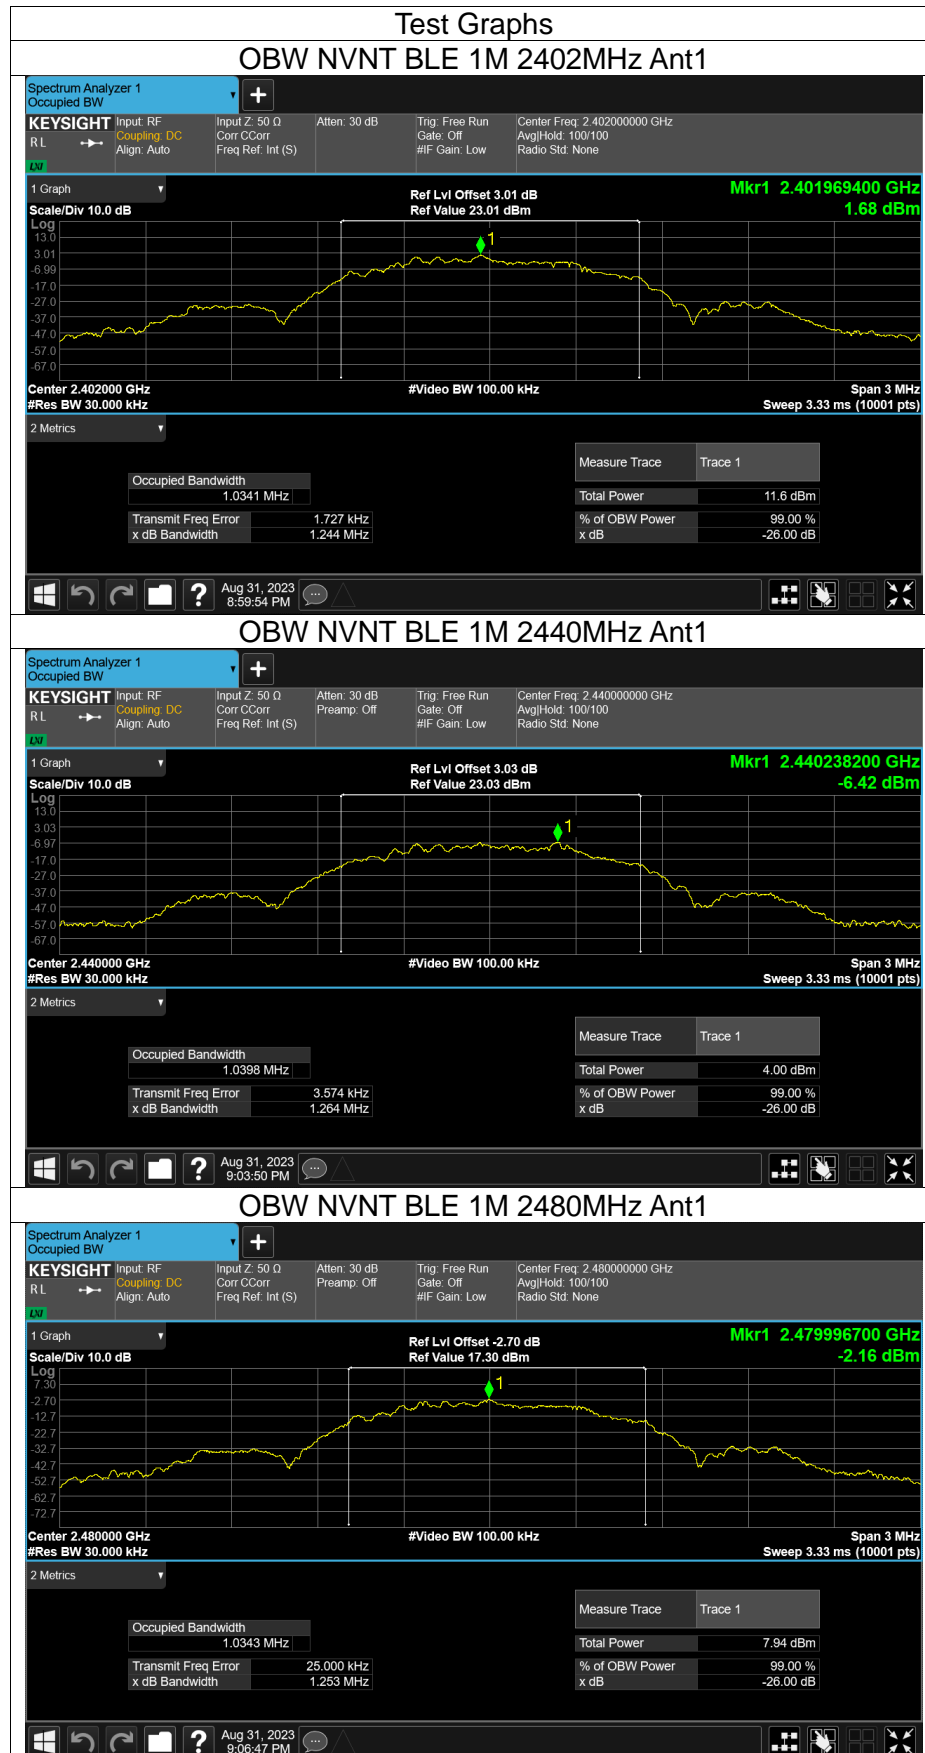 Test Graphs
OBW NVNT BLE 1M 2402MHz Ant1
Spectrum Analyzer 1
Occupied BW
+
KEYSIGHT Input: RF Input Z: 50 Ω Atten: 30 dB Trig: Free Run Center Freq: 2.402000000 GHz
RL Coupling: DC Corr CCorr Gate: Off Avg|Hold: 100/100
Align: Auto Freq Ref: Int (S) #IF Gain: Low Radio Std: None
LXI
1 Graph Ref Lvl Offset 3.01 dB Mkr1 2.401969400 GHz
Scale/Div 10.0 dB Ref Value 23.01 dBm 1.68 dBm
Log
13.0
1
3.01
-6.99
-17.0
-27.0
-37.0
-47.0
-57.0
-67.0
Center 2.402000 GHz #Video BW 100.00 kHz Span 3 MHz
#Res BW 30.000 kHz Sweep 3.33 ms (10001 pts)
2 Metrics
Measure Trace Trace 1
Occupied Bandwidth
1.0341 MHz Total Power 11.6 dBm
Transmit Freq Error 1.727 kHz % of OBW Power 99.00 %
x dB Bandwidth 1.244 MHz x dB -26.00 dB
? Aug 31, 2023
8:59:54 PM
OBW NVNT BLE 1M 2440MHz Ant1
Spectrum Analyzer 1
Occupied BW
+
KEYSIGHT Input: RF Input Z: 50 Ω Atten: 30 dB Trig: Free Run Center Freq: 2.440000000 GHz
RL Coupling: DC Corr CCorr Preamp: Off Gate: Off Avg|Hold: 100/100
Align: Auto Freq Ref: Int (S) #IF Gain: Low Radio Std: None
LXI
1 Graph Ref Lvl Offset 3.03 dB Mkr1 2.440238200 GHz
Scale/Div 10.0 dB Ref Value 23.03 dBm -6.42 dBm
Log
13.0
3.03
1
-6.97
-17.0
-27.0
-37.0
-47.0
-57.0
-67.0
Center 2.440000 GHz #Video BW 100.00 kHz Span 3 MHz
#Res BW 30.000 kHz Sweep 3.33 ms (10001 pts)
2 Metrics
Measure Trace Trace 1
Occupied Bandwidth
1.0398 MHz Total Power 4.00 dBm
Transmit Freq Error 3.574 kHz % of OBW Power 99.00 %
x dB Bandwidth 1.264 MHz x dB -26.00 dB
? Aug 31, 2023
9:03:50 PM
OBW NVNT BLE 1M 2480MHz Ant1
Spectrum Analyzer 1
Occupied BW
+
KEYSIGHT Input: RF Input Z: 50 Ω Atten: 30 dB Trig: Free Run Center Freq: 2.480000000 GHz
RL Coupling: DC Corr CCorr Preamp: Off Gate: Off Avg|Hold: 100/100
Align: Auto Freq Ref: Int (S) #IF Gain: Low Radio Std: None
LXI
1 Graph Ref Lvl Offset -2.70 dB Mkr1 2.479996700 GHz
Scale/Div 10.0 dB Ref Value 17.30 dBm -2.16 dBm
Log
7.30
1
-2.70
-12.7
-22.7
-32.7
-42.7
-52.7
-62.7
-72.7
Center 2.480000 GHz #Video BW 100.00 kHz Span 3 MHz
#Res BW 30.000 kHz Sweep 3.33 ms (10001 pts)
2 Metrics
Measure Trace Trace 1
Occupied Bandwidth
1.0343 MHz Total Power 7.94 dBm
Transmit Freq Error 25.000 kHz % of OBW Power 99.00 %
x dB Bandwidth 1.253 MHz x dB -26.00 dB
? Aug 31, 2023
9:06:47 PM